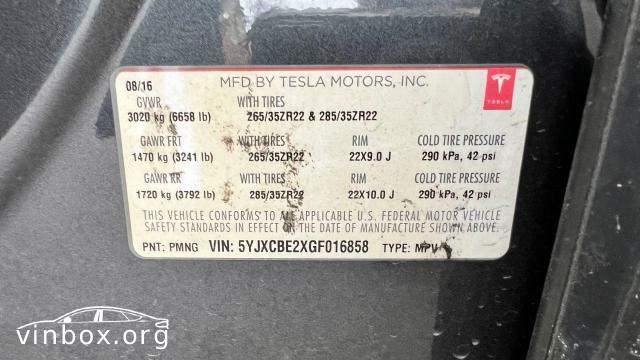 08/16 MFD BY TESLA MOTORS, INC.
TESLA
GVWR WITH TIRES
3020 kg (6658 lb) 265/35ZR22 & 285/35ZR22
GAWR FRT WITH TIRES RIM COLD TIRE PRESSURE
1470 kg (3241 lb) 265/35ZR22 22X9.0 J 290 kPa, 42 psi
GAWR RR WITH TIRES RIM COLD TIRE PRESSURE
1720 kg (3792 lb) 285/35ZR22 22X10.0 J 290 kPa, 42 psi
THIS VEHICLE CONFORMS TO ALL APPLICABLE U.S. FEDERAL MOTOR VEHICLE
SAFETY STANDARDS IN EFFECT ON THE DATE OF MANUFACTURE SHOWN ABOVE.
PNT: PMNG VIN: 5YJXCBE2XGF016858 TYPE: MPV
vinbox.org